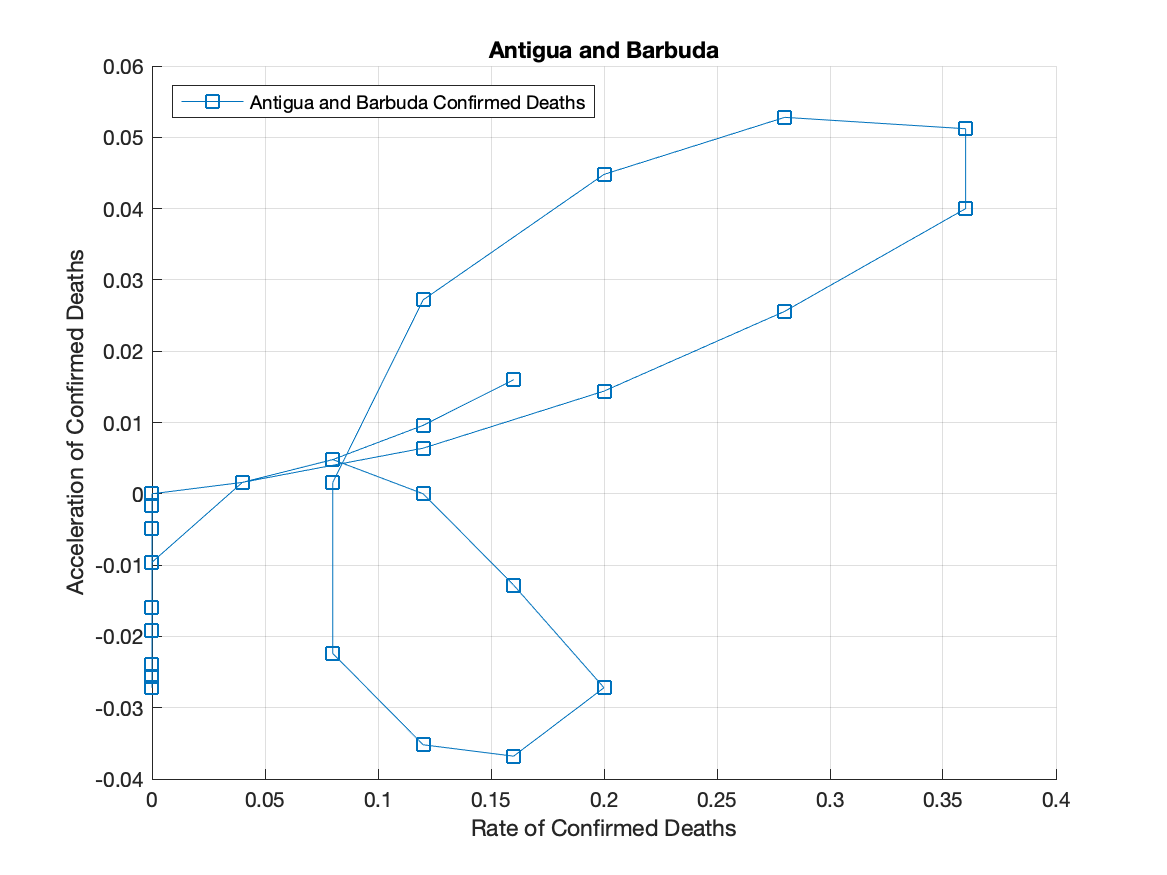 Antigua and Barbuda
Antigua and Barbuda Confirmed Deaths
0.06
0.05
0.04
0.03
0.02
0.01
0
-0.01
-0.02
-0.03
-0.04
Acceleration of Confirmed Deaths
0 0.05 0.1 0.15 0.2 0.25 0.3 0.35 0.4
Rate of Confirmed Deaths